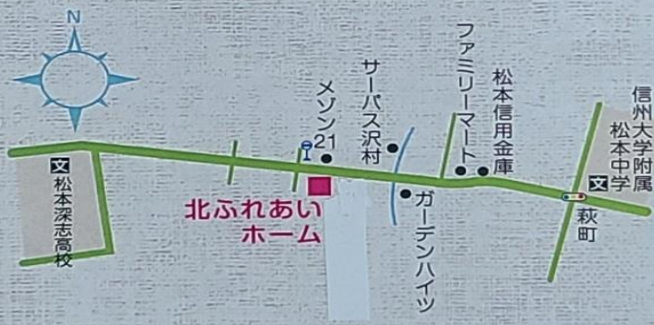 N
文
松本深志高校
メゾン21
北ふれあい
ホーム
サーパス沢村
ガーデンハイツ
ファミリーマート
松本信用金庫
信州大学附属
松本中学
文
萩町